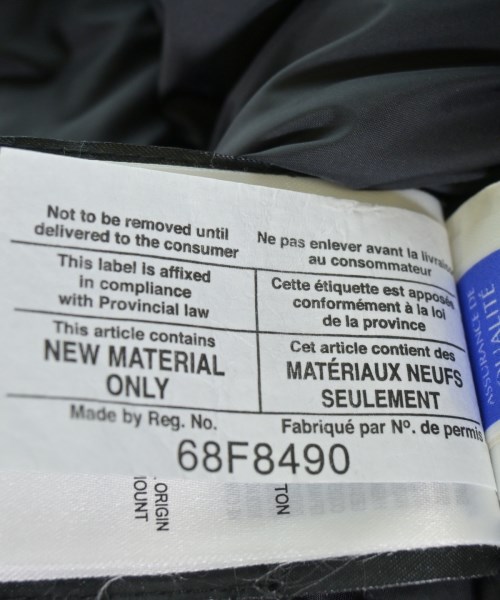 Not to be removed until
delivered to the consumer
Ne pas enlever avant la
au consommateur
This label is affixed
in compliance
with Provincial law
Cette étiquette est apposée
conformément à la loi
de la province
This article contains
NEW MATERIAL
ONLY
Cet article contient des
MATÉRIAUX NEUFS
SEULEMENT
Made by Reg. No.
Fabriqué par Nº. de permis
68F8490
ASSURANCE DE
ORIGIN
OUNT
TON